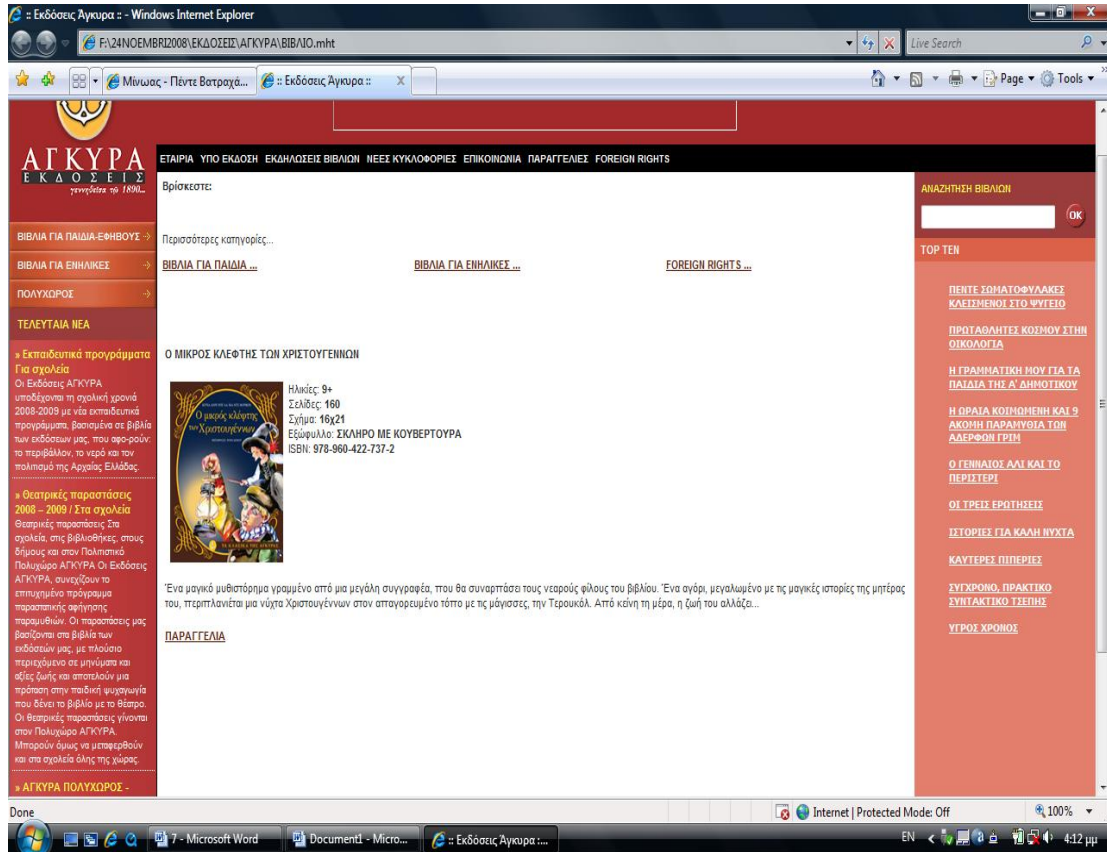 :: Εκδόσεις Άγκυρα :: - Windows Internet Explorer
F:\24NOEMBRI2008\ΕΚΔΟΣΕΙΣ\ΑΓΚΥΡΑ\ΒΙΒΛΙΟ.mht
Live Search
Μίνωας - Πέντε Βατραχά...
:: Εκδόσεις Άγκυρα ::
Page
Tools
ΑΓΚΥΡΑ
ΕΚΔΟΣΕΙΣ
γεννηθείσα τῷ 1890...
ΕΤΑΙΡΙΑ ΥΠΟ ΕΚΔΟΣΗ ΕΚΔΗΛΩΣΕΙΣ ΒΙΒΛΙΩΝ ΝΕΕΣ ΚΥΚΛΟΦΟΡΙΕΣ ΕΠΙΚΟΙΝΩΝΙΑ ΠΑΡΑΓΓΕΛΙΕΣ FOREIGN RIGHTS
ΒΙΒΛΙΑ ΓΙΑ ΠΑΙΔΙΑ-ΕΦΗΒΟΥΣ
ΒΙΒΛΙΑ ΓΙΑ ΕΝΗΛΙΚΕΣ
ΠΟΛΥΧΩΡΟΣ
ΤΕΛΕΥΤΑΙΑ ΝΕΑ
» Εκπαιδευτικά προγράμματα
Για σχολεία
Οι Εκδόσεις ΑΓΚΥΡΑ
υποδέχονται τη σχολική χρονιά
2008-2009 με νέα εκπαιδευτικά
προγράμματα, βασισμένα σε βιβλία
των εκδόσεων μας, που αφο-ρούν:
το περιβάλλον, το νερό και τον
πολιτισμό της Αρχαίας Ελλάδας.
» Θεατρικές παραστάσεις
2008 – 2009 / Στα σχολεία
Θεατρικές παραστάσεις Στα
σχολεία, στις βιβλιοθήκες, στους
δήμους και στον Πολιτιστικό
Πολυχώρο ΑΓΚΥΡΑ Οι Εκδόσεις
ΑΓΚΥΡΑ, συνεχίζουν το
επιτυχημένο πρόγραμμα
παραστατικής αφήγησης
παραμυθιών. Οι παραστάσεις μας
βασίζονται στα βιβλία των
εκδόσεών μας, με πλούσιο
περιεχόμενο σε μηνύματα και
αξίες ζωής και αποτελούν μια
πρόταση στην παιδική ψυχαγωγία
που δένει το βιβλίο με το θέατρο.
Οι θεατρικές παραστάσεις γίνονται
στον Πολυχώρο ΑΓΚΥΡΑ.
Μπορούν όμως να μεταφερθούν
και στα σχολεία όλης της χώρας.
» ΑΓΚΥΡΑ ΠΟΛΥΧΩΡΟΣ -
Βρίσκεστε:
Περισσότερες κατηγορίες...
ΒΙΒΛΙΑ ΓΙΑ ΠΑΙΔΙΑ ... ΒΙΒΛΙΑ ΓΙΑ ΕΝΗΛΙΚΕΣ ... FOREIGN RIGHTS ...
Ο ΜΙΚΡΟΣ ΚΛΕΦΤΗΣ ΤΩΝ ΧΡΙΣΤΟΥΓΕΝΝΩΝ
Ο μικρός κλέφτης
των Χριστουγέννων
Ηλικίες: 9+
Σελίδες: 160
Σχήμα: 16x21
Εξώφυλλο: ΣΚΛΗΡΟ ΜΕ ΚΟΥΒΕΡΤΟΥΡΑ
ISBN: 978-960-422-737-2
Ένα μαγικό μυθιστόρημα γραμμένο από μια μεγάλη συγγραφέα, που θα συναρπάσει τους νεαρούς φίλους του βιβλίου. Ένα αγόρι, μεγαλωμένο με τις μαγικές ιστορίες της μητέρας
του, περιπλανιέται μια νύχτα Χριστουγέννων στον απαγορευμένο τόπο με τις μάγισσες, την Τερουκόλ. Από κείνη τη μέρα, η ζωή του αλλάζει...
ΠΑΡΑΓΓΕΛΙΑ
ΑΝΑΖΗΤΗΣΗ ΒΙΒΛΙΩΝ
OK
TOP TEN
ΠΕΝΤΕ ΣΩΜΑΤΟΦΥΛΑΚΕΣ
ΚΛΕΙΣΜΕΝΟΙ ΣΤΟ ΨΥΓΕΙΟ
ΠΡΩΤΑΘΛΗΤΕΣ ΚΟΣΜΟΥ ΣΤΗΝ
ΟΙΚΟΛΟΓΙΑ
Η ΓΡΑΜΜΑΤΙΚΗ ΜΟΥ ΓΙΑ ΤΑ
ΠΑΙΔΙΑ ΤΗΣ Α' ΔΗΜΟΤΙΚΟΥ
Η ΩΡΑΙΑ ΚΟΙΜΩΜΕΝΗ ΚΑΙ 9
ΑΚΟΜΗ ΠΑΡΑΜΥΘΙΑ ΤΩΝ
ΑΔΕΡΦΩΝ ΓΡΙΜ
Ο ΓΕΝΝΑΙΟΣ ΑΛΙ ΚΑΙ ΤΟ
ΠΕΡΙΣΤΕΡΙ
ΟΙ ΤΡΕΙΣ ΕΡΩΤΗΣΕΙΣ
ΙΣΤΟΡΙΕΣ ΓΙΑ ΚΑΛΗ ΝΥΧΤΑ
ΚΑΥΤΕΡΕΣ ΠΙΠΕΡΙΕΣ
ΣΥΓΧΡΟΝΟ, ΠΡΑΚΤΙΚΟ
ΣΥΝΤΑΚΤΙΚΟ ΤΣΕΠΗΣ
ΥΓΡΟΣ ΧΡΟΝΟΣ
Done
Internet | Protected Mode: Off
100%
7 - Microsoft Word
Document1 - Micro...
:: Εκδόσεις Άγκυρα :...
EN
4:12 μμ